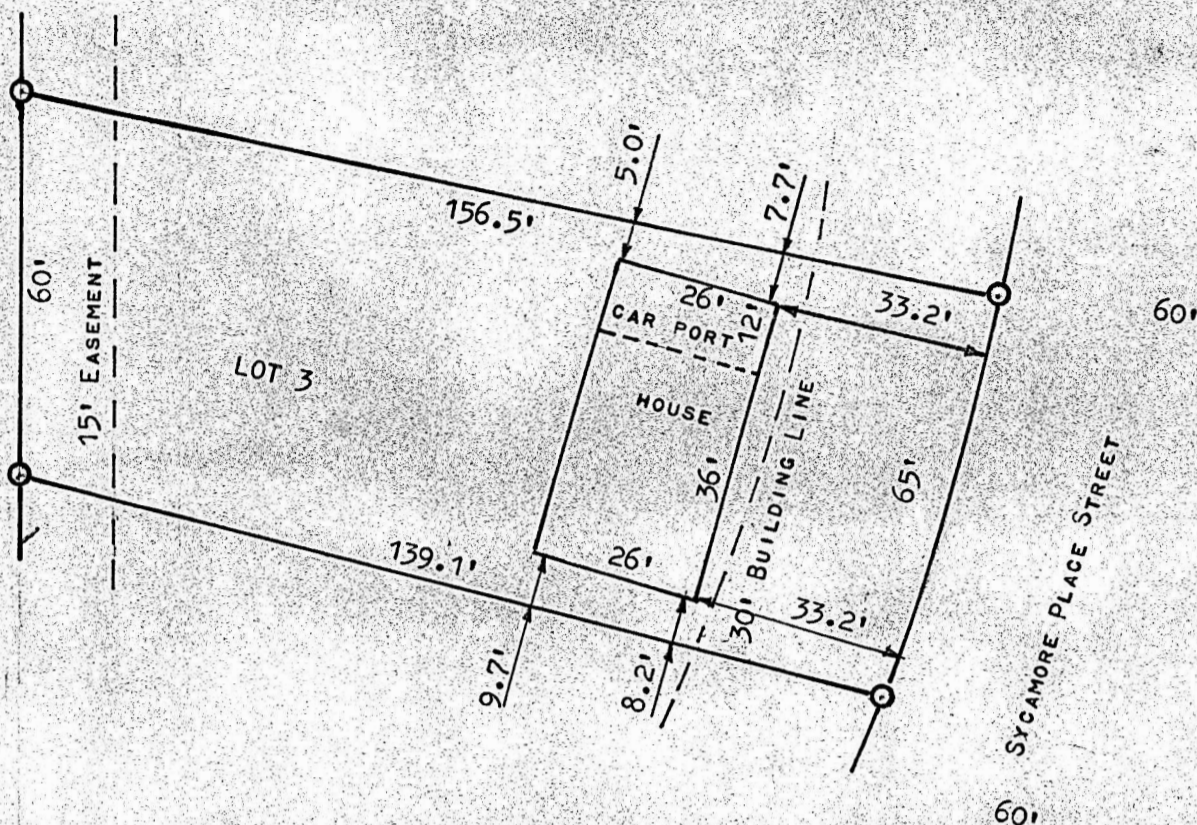 5.0'
7.7'
156.5'
60'
15' EASEMENT
LOT 3
26'
12'
CAR PORT
33.2'
60'
HOUSE
36'
30' BUILDING LINE
65'
SYCAMORE PLACE STREET
139.1'
26'
33.2'
9.7'
8.2'
60'